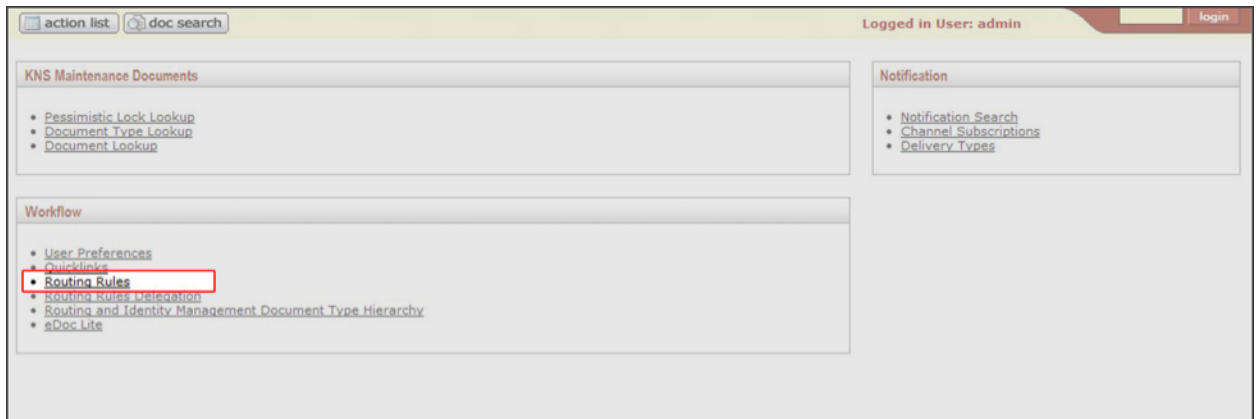 action list doc search Logged in User: admin login
KNS Maintenance Documents
Pessimistic Lock Lookup
Document Type Lookup
Document Lookup
Notification
Notification Search
Channel Subscriptions
Delivery Types
Workflow
User Preferences
Quicklinks
Routing Rules
Routing Rules Delegation
Routing and Identity Management Document Type Hierarchy
eDoc Lite